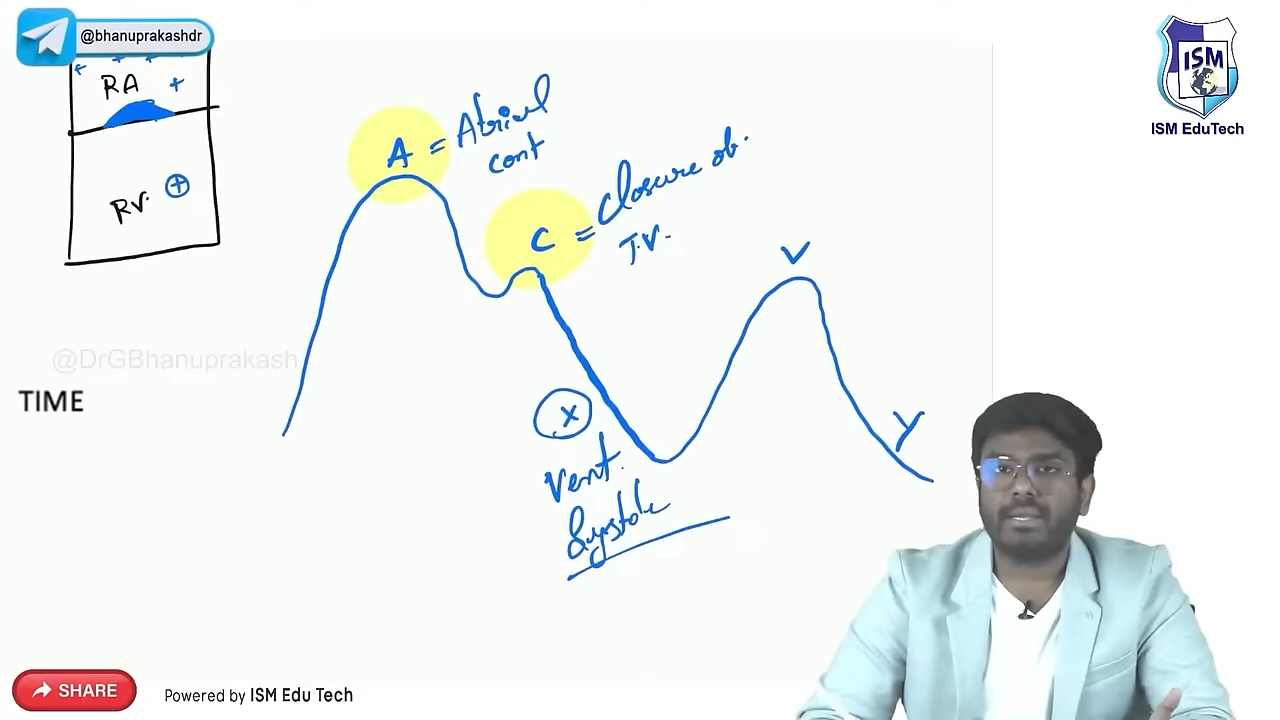 @bhanuprakashdr
ISM
ISM EduTech
RA
RV.
A = Atrial
cont
C = Closure of.
T.V.
V
@DrGBhanuprakash
TIME
X
Y
Vent.
Systole
SHARE
Powered by ISM Edu Tech